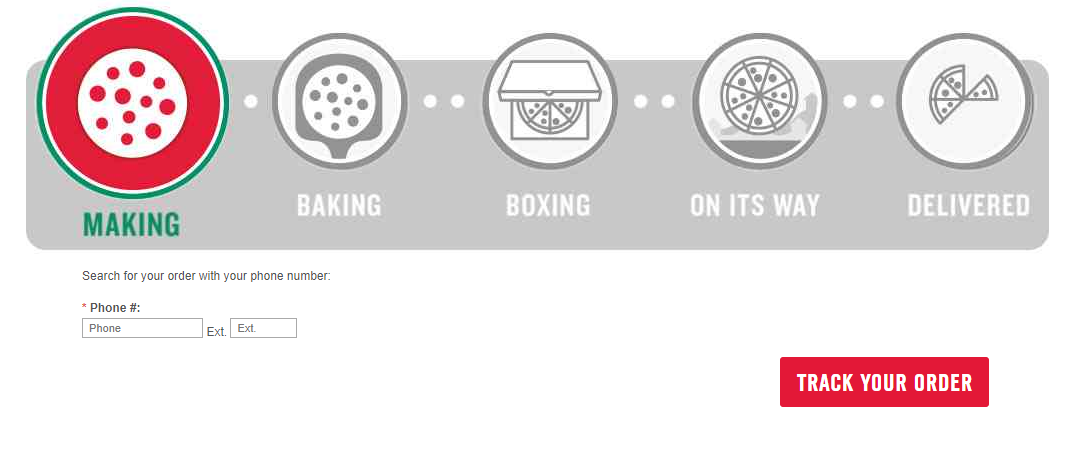 MAKING
BAKING
BOXING
ON ITS WAY
DELIVERED
Search for your order with your phone number:
* Phone #:
Phone Ext. Ext.
TRACK YOUR ORDER